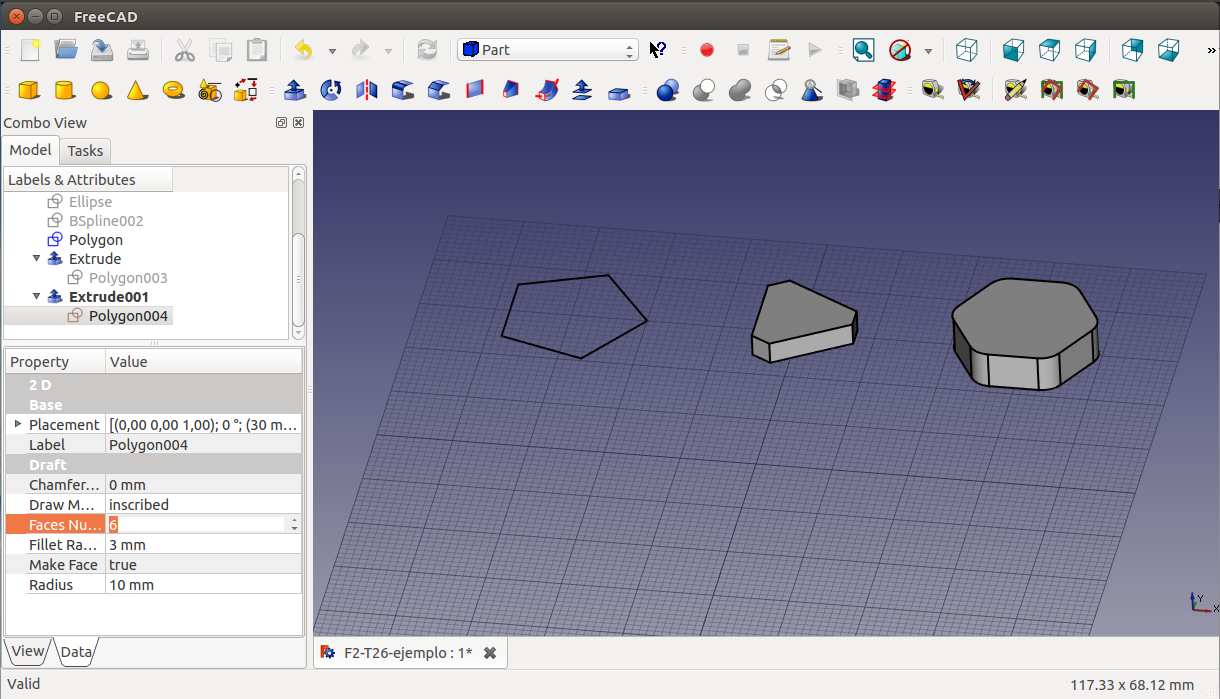 FreeCAD
Part
»
Combo View
Model Tasks
Labels & Attributes
Ellipse
BSpline002
Polygon
Extrude
Polygon003
Extrude001
Polygon004
Property Value
2 D
Base
Placement [(0,00 0,00 1,00); 0 °; (30 m...
Label Polygon004
Draft
Chamfer... 0 mm
Draw M... inscribed
Faces Nu... 6
Fillet Ra... 3 mm
Make Face true
Radius 10 mm
Y
X
View Data
F2-T26-ejemplo : 1*
Valid
117.33 x 68.12 mm